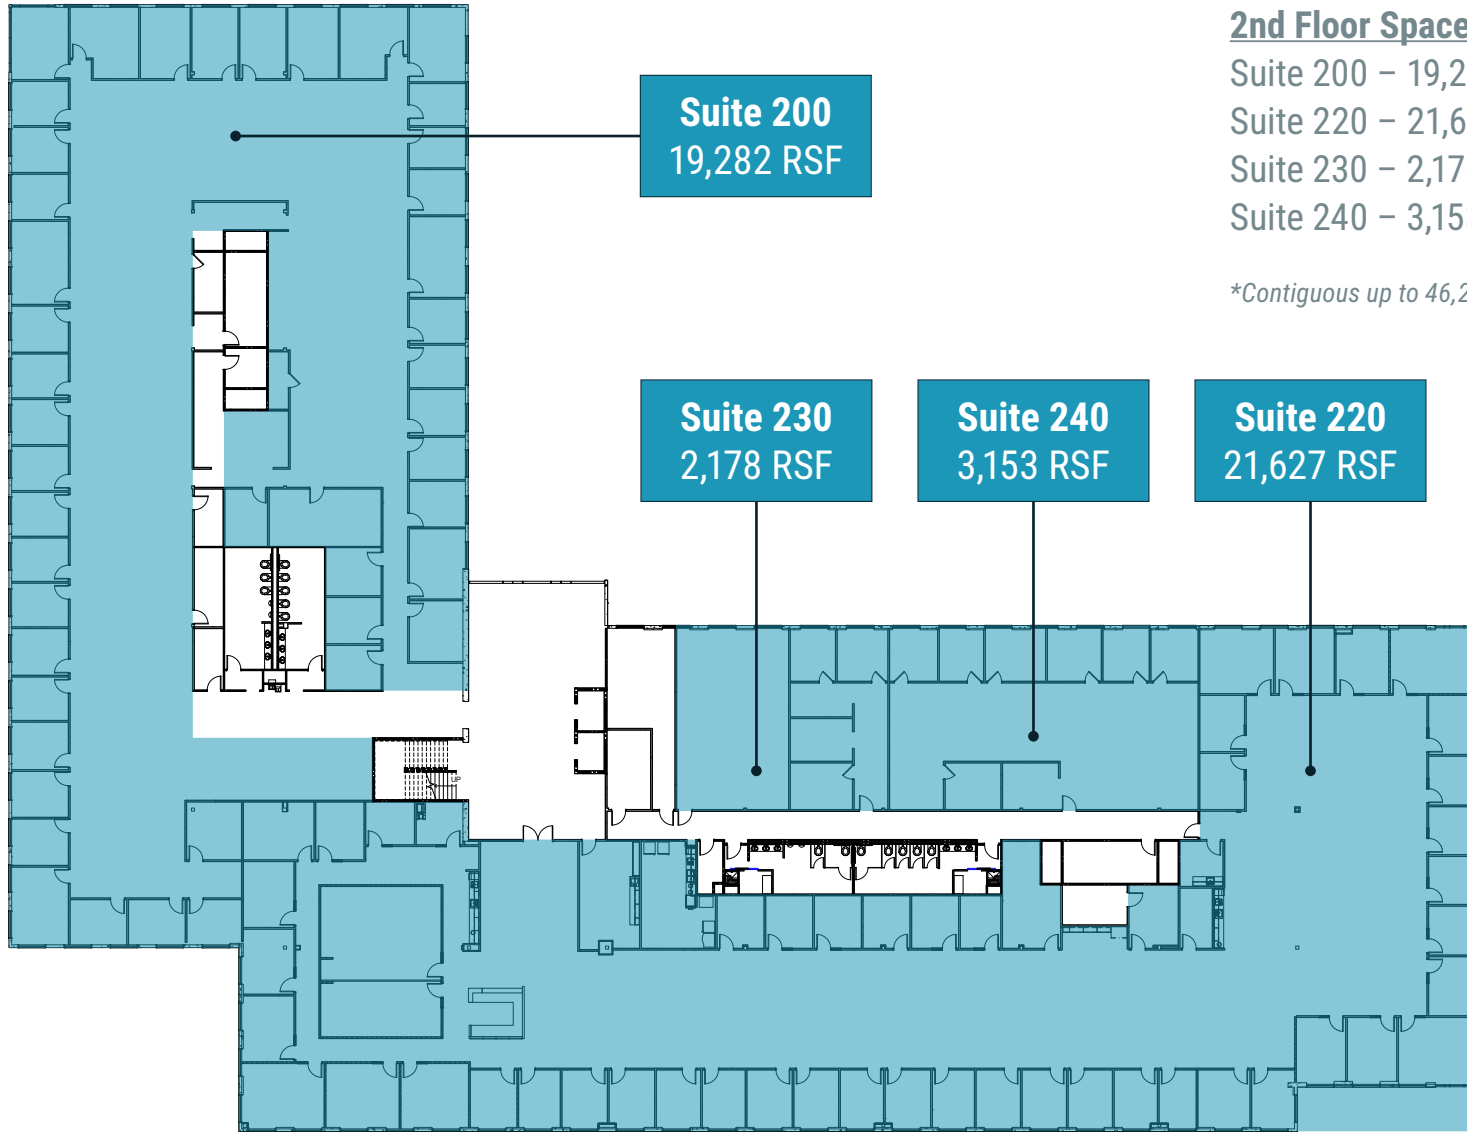 2nd Floor Space
Suite 200 – 19,2
Suite 220 – 21,6
Suite 230 – 2,17
Suite 240 – 3,15
*Contiguous up to 46,2
Suite 200
19,282 RSF
Suite 230
2,178 RSF
Suite 240
3,153 RSF
Suite 220
21,627 RSF
UP